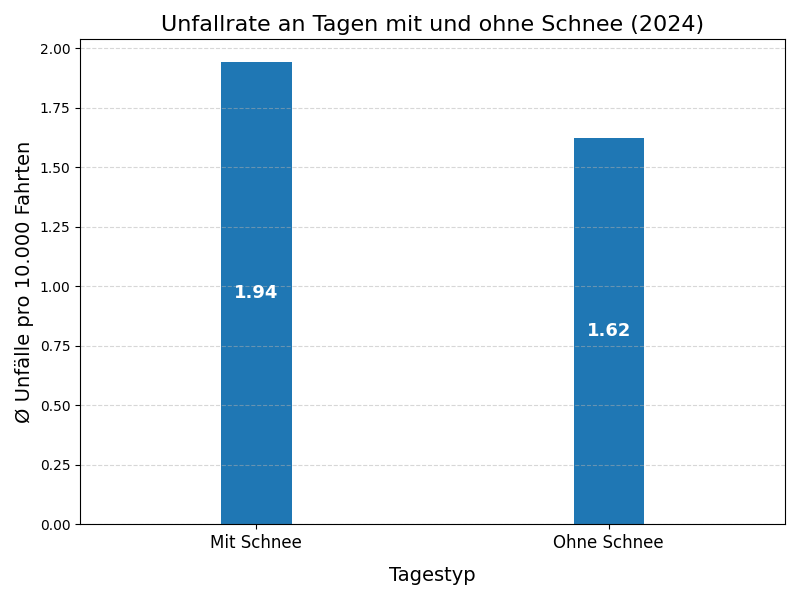 Unfallrate an Tagen mit und ohne Schnee (2024)
Ø Unfälle pro 10.000 Fahrten
2.00
1.75
1.50
1.25
1.00
0.75
0.50
0.25
0.00
1.94
1.62
Mit Schnee
Ohne Schnee
Tagestyp